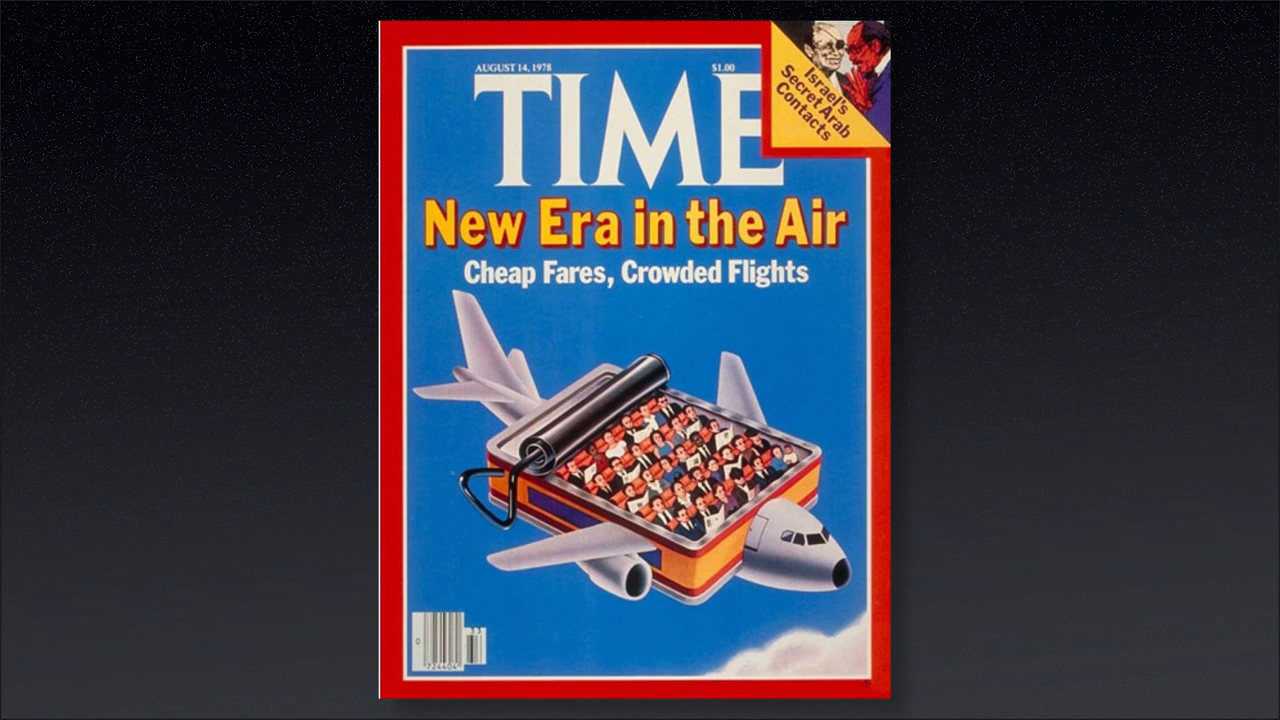 AUGUST 14, 1978
$1.00
TIME
Israel's
Secret Arab
Contacts
New Era in the Air
Cheap Fares, Crowded Flights